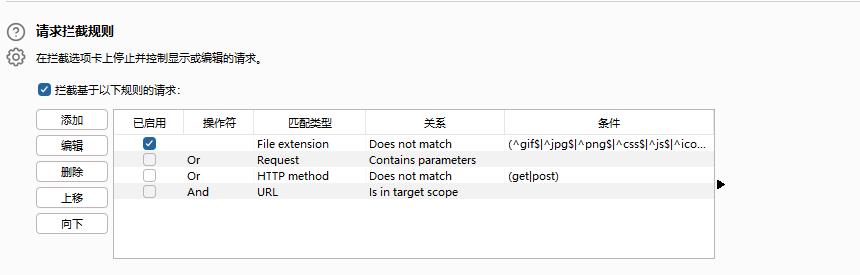 请求拦截规则
在拦截选项卡上停止并控制显示或编辑的请求。
拦截基于以下规则的请求:
添加
编辑
删除
上移
向下
已启用 操作符 匹配类型 关系 条件
File extension Does not match (^gif$|^jpg$|^png$|^css$|^js$|^ico...
Or Request Contains parameters
Or HTTP method Does not match (get|post)
And URL Is in target scope